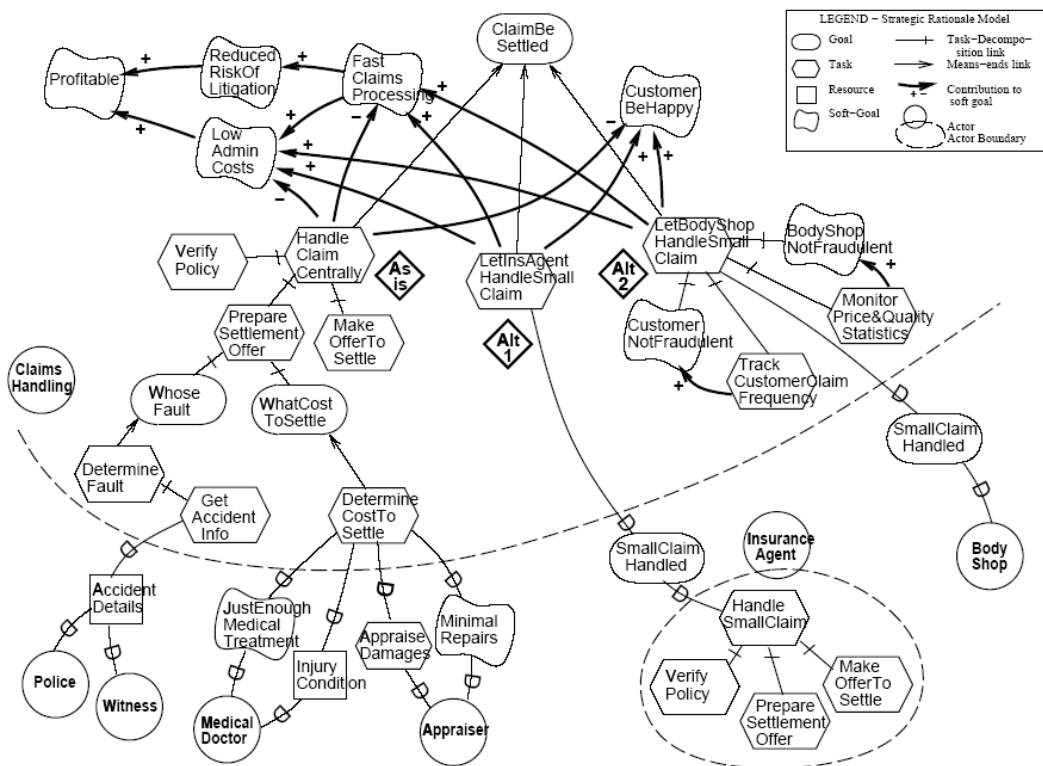 LEGEND − Strategic Rationale Model
Goal
Task−Decompo−
sition link
Task
Means−ends link
Resource
Contribution to
soft goal
+ −
Soft−Goal
Actor
Actor Boundary
ClaimBe
Settled
Profitable
+
Reduced
RiskOf
Litigation
+
Fast
Claims
Processing
Customer
BeHappy
+
+
−
+
+
−
+
+
Low
Admin
Costs
+
+
−
Handle
Claim
Centrally
Verify
Policy
As
is
LetInsAgent
HandleSmall
Claim
Alt
1
Alt
2
LetBodyShop
HandleSmall
Claim
BodyShop
NotFraudulent
+
Monitor
Price&Quality
Statistics
Prepare
Settlement
Offer
Make
OfferTo
Settle
Customer
NotFraudulent
+
Track
CustomerClaim
Frequency
Claims
Handling
Whose
Fault
WhatCost
ToSettle
SmallClaim
Handled
Determine
Fault
Get
Accident
Info
Determine
CostTo
Settle
SmallClaim
Handled
Insurance
Agent
Body
Shop
Accident
Details
JustEnough
Medical
Treatment
Injury
Condition
Appraise
Damages
Minimal
Repairs
Handle
SmallClaim
Police
Witness
Medical
Doctor
Appraiser
Verify
Policy
Prepare
Settlement
Offer
Make
OfferTo
Settle